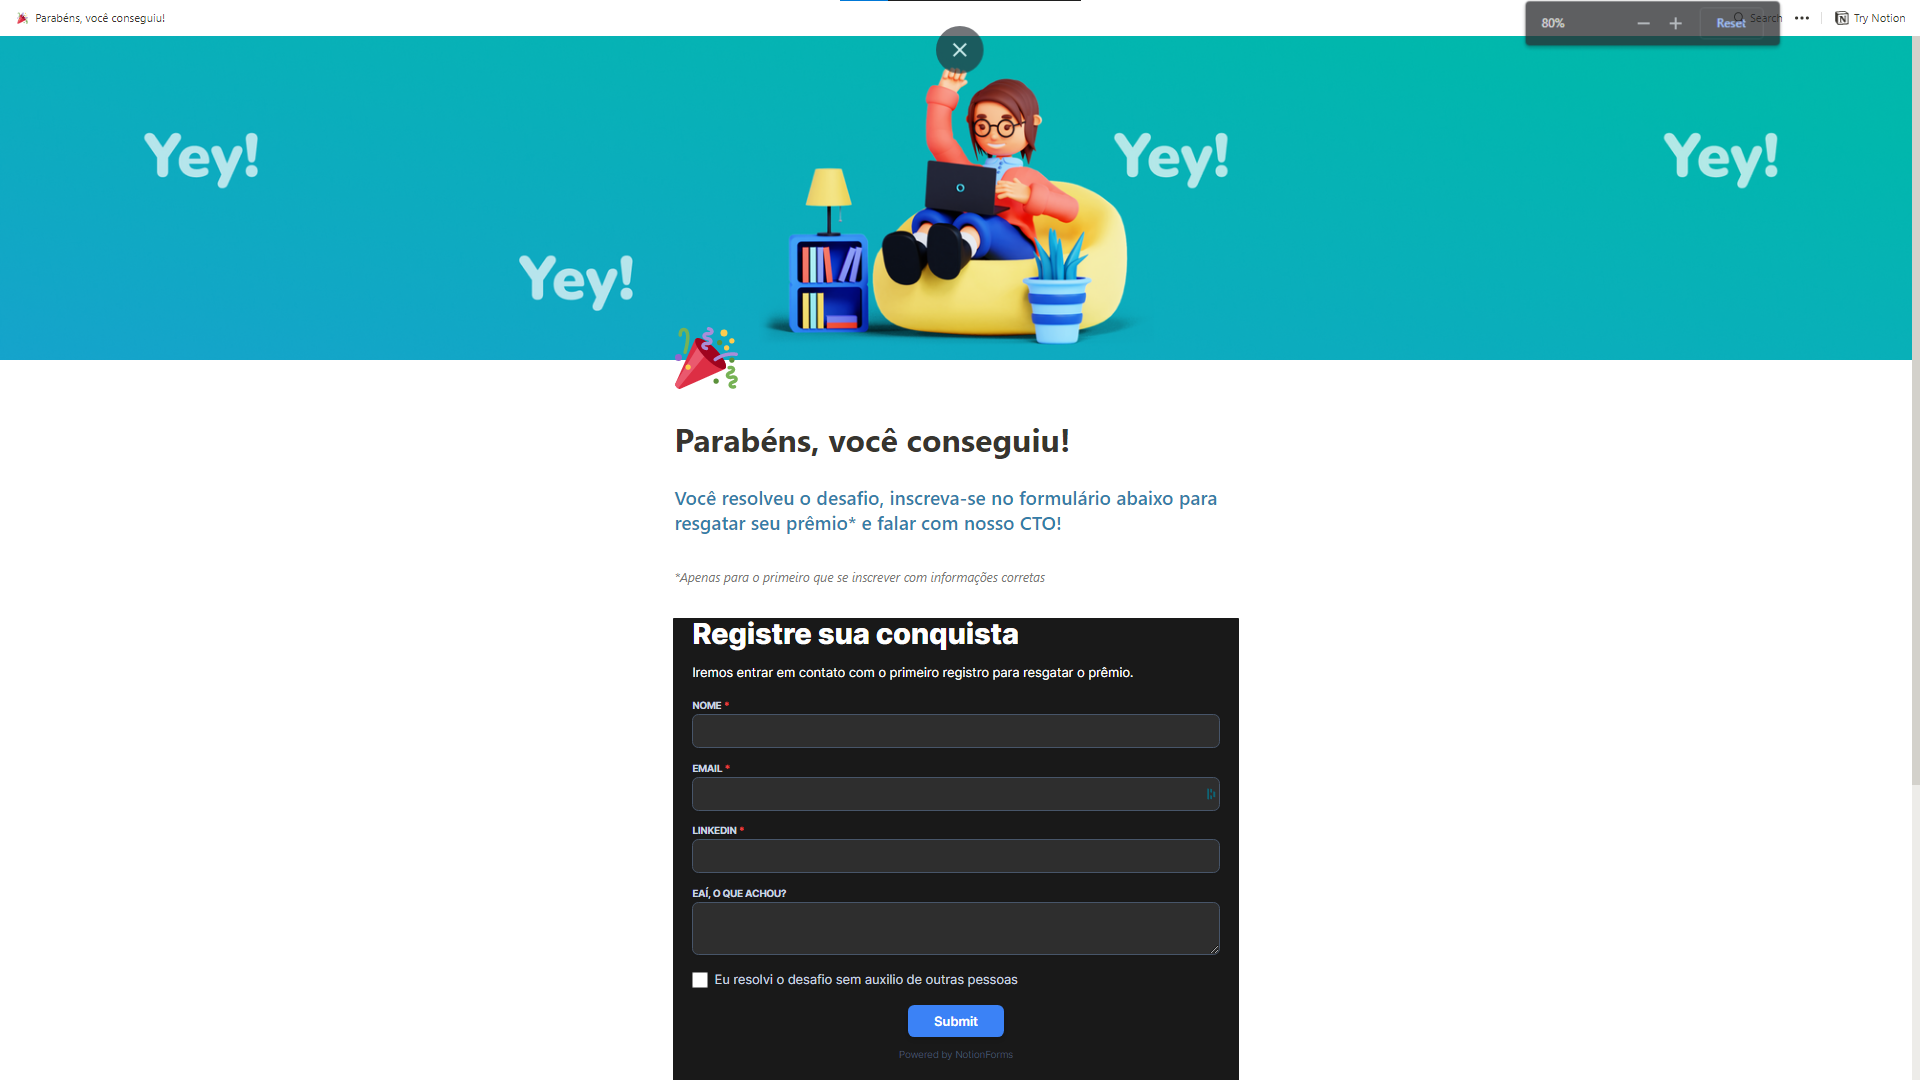 Parabéns, você conseguiu!
80%
Reset
Search
Try Notion
Yey!
Yey!
Yey!
Yey!
Parabéns, você conseguiu!
Você resolveu o desafio, inscreva-se no formulário abaixo para
resgatar seu prêmio* e falar com nosso CTO!
*Apenas para o primeiro que se inscrever com informações corretas
Registre sua conquista
Iremos entrar em contato com o primeiro registro para resgatar o prêmio.
NOME *
EMAIL *
LINKEDIN *
EAÍ, O QUE ACHOU?
Eu resolvi o desafio sem auxilio de outras pessoas
Submit
Powered by NotionForms